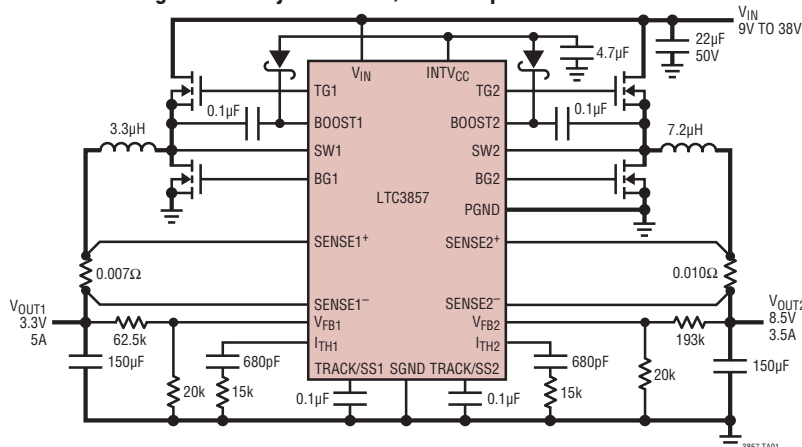 VIN
9V TO 38V
22µF
50V
4.7µF
VIN
INTVCC
TG1
TG2
0.1µF
0.1µF
3.3µH
7.2µH
BOOST1
BOOST2
SW1
SW2
BG1
BG2
LTC3857
PGND
SENSE1+
SENSE2+
0.007Ω
0.010Ω
SENSE1–
SENSE2–
VOUT1
3.3V
5A
VOUT2
8.5V
3.5A
VFB1
VFB2
62.5k
193k
ITH1
ITH2
150µF
680pF
680pF
150µF
TRACK/SS1 SGND TRACK/SS2
20k
15k
0.1µF
0.1µF
15k
20k
3857 TA01